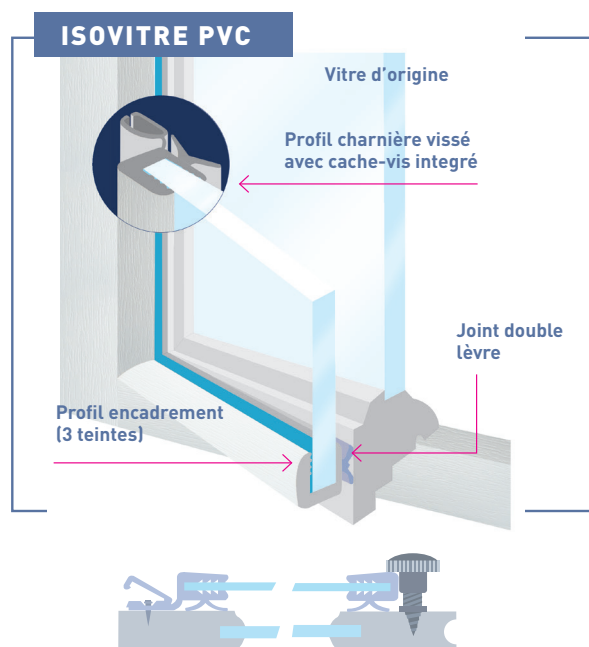 ISOVITRE PVC
Vitre d'origine
Profil charnière vissé
avec cache-vis integré
Joint double
lèvre
Profil encadrement
(3 teintes)